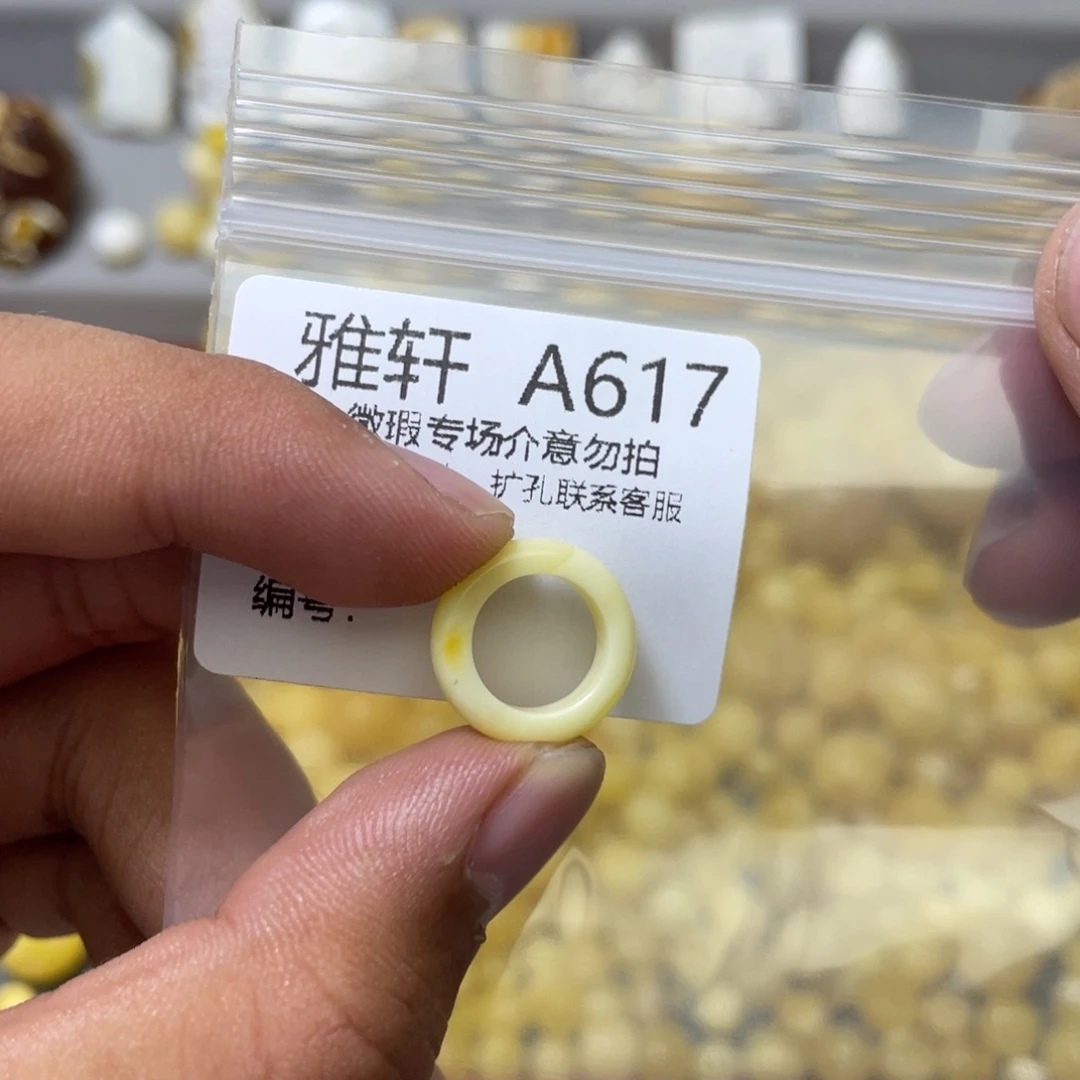 雅轩 A617
微瑕专场介意勿拍
扩孔联系客服
编号: